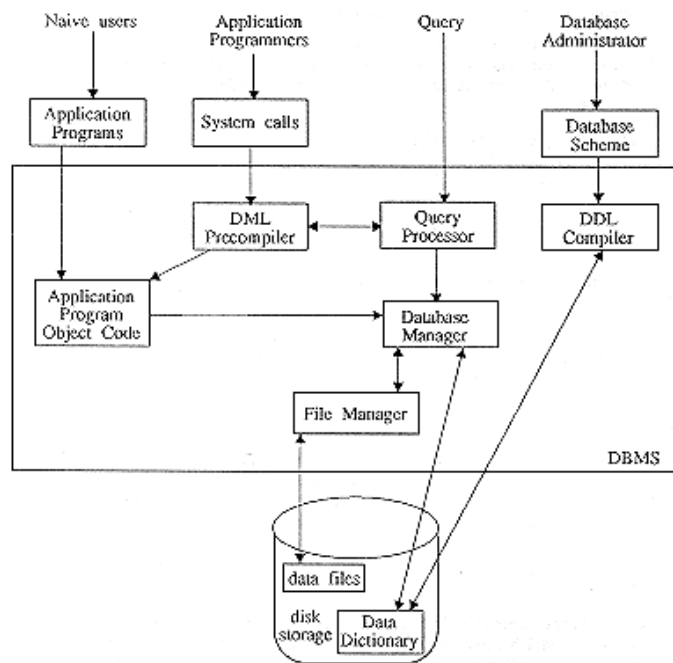 Naive users
Application
Programmers
Query
Database
Administrator
Application
Programs
System calls
Database
Scheme
DML
Precompiler
Query
Processor
DDL
Compiler
Application
Program
Object Code
Database
Manager
File Manager
DBMS
data files
disk
storage
Data
Dictionary